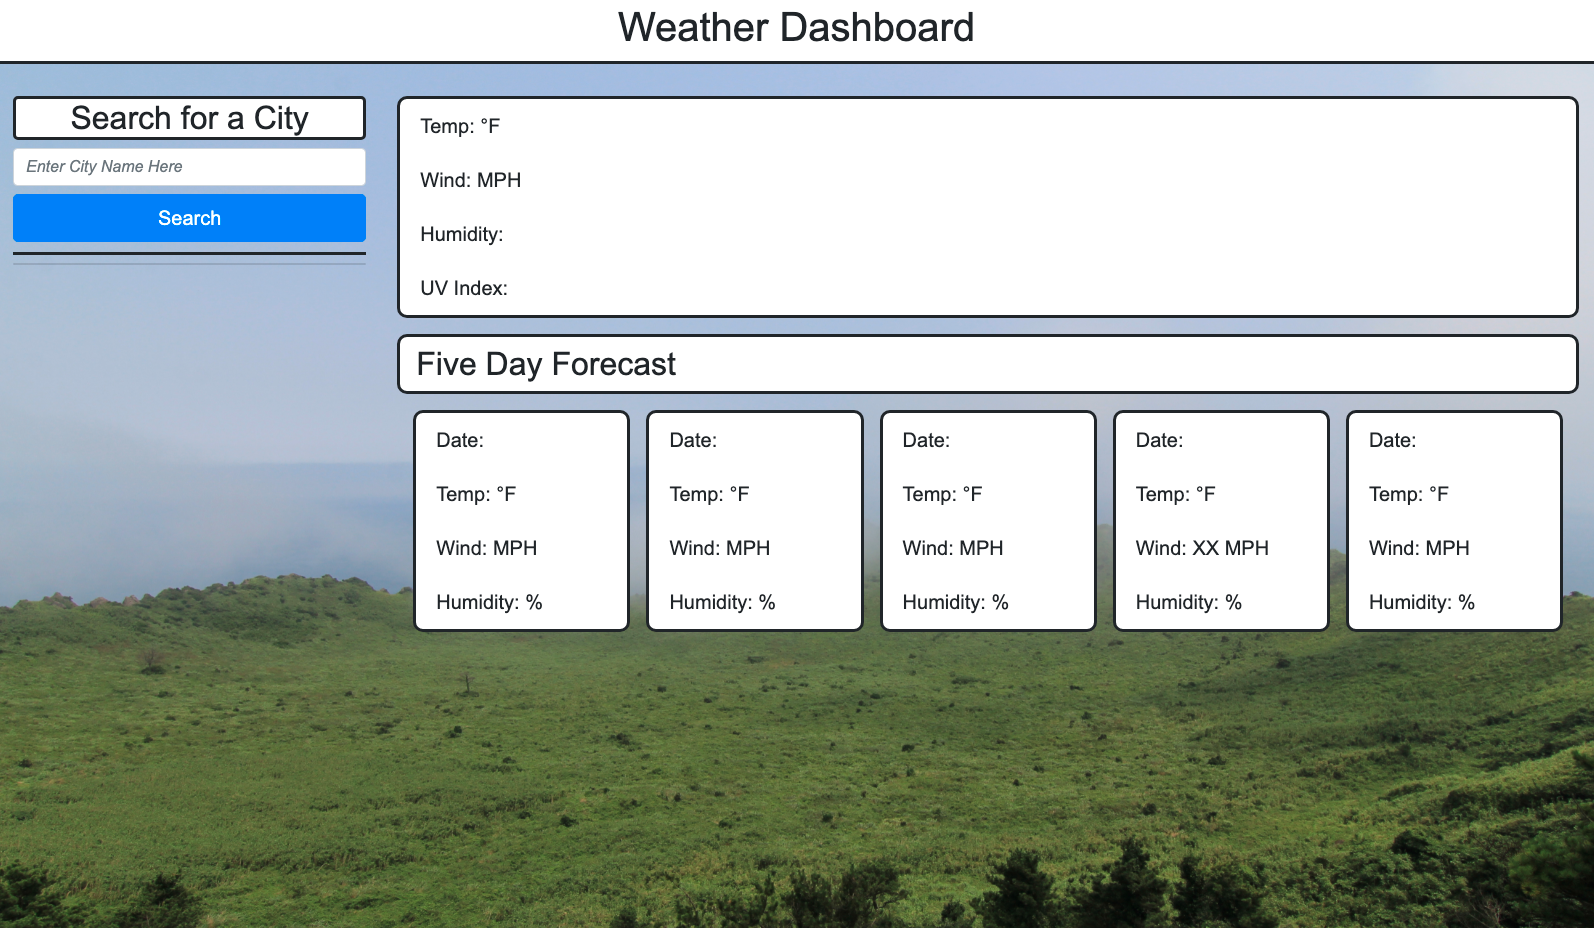 Weather Dashboard
Search for a City
Enter City Name Here
Search
Temp: °F
Wind: MPH
Humidity:
UV Index:
Five Day Forecast
Date:
Temp: °F
Wind: MPH
Humidity: %
Date:
Temp: °F
Wind: MPH
Humidity: %
Date:
Temp: °F
Wind: MPH
Humidity: %
Date:
Temp: °F
Wind: XX MPH
Humidity: %
Date:
Temp: °F
Wind: MPH
Humidity: %